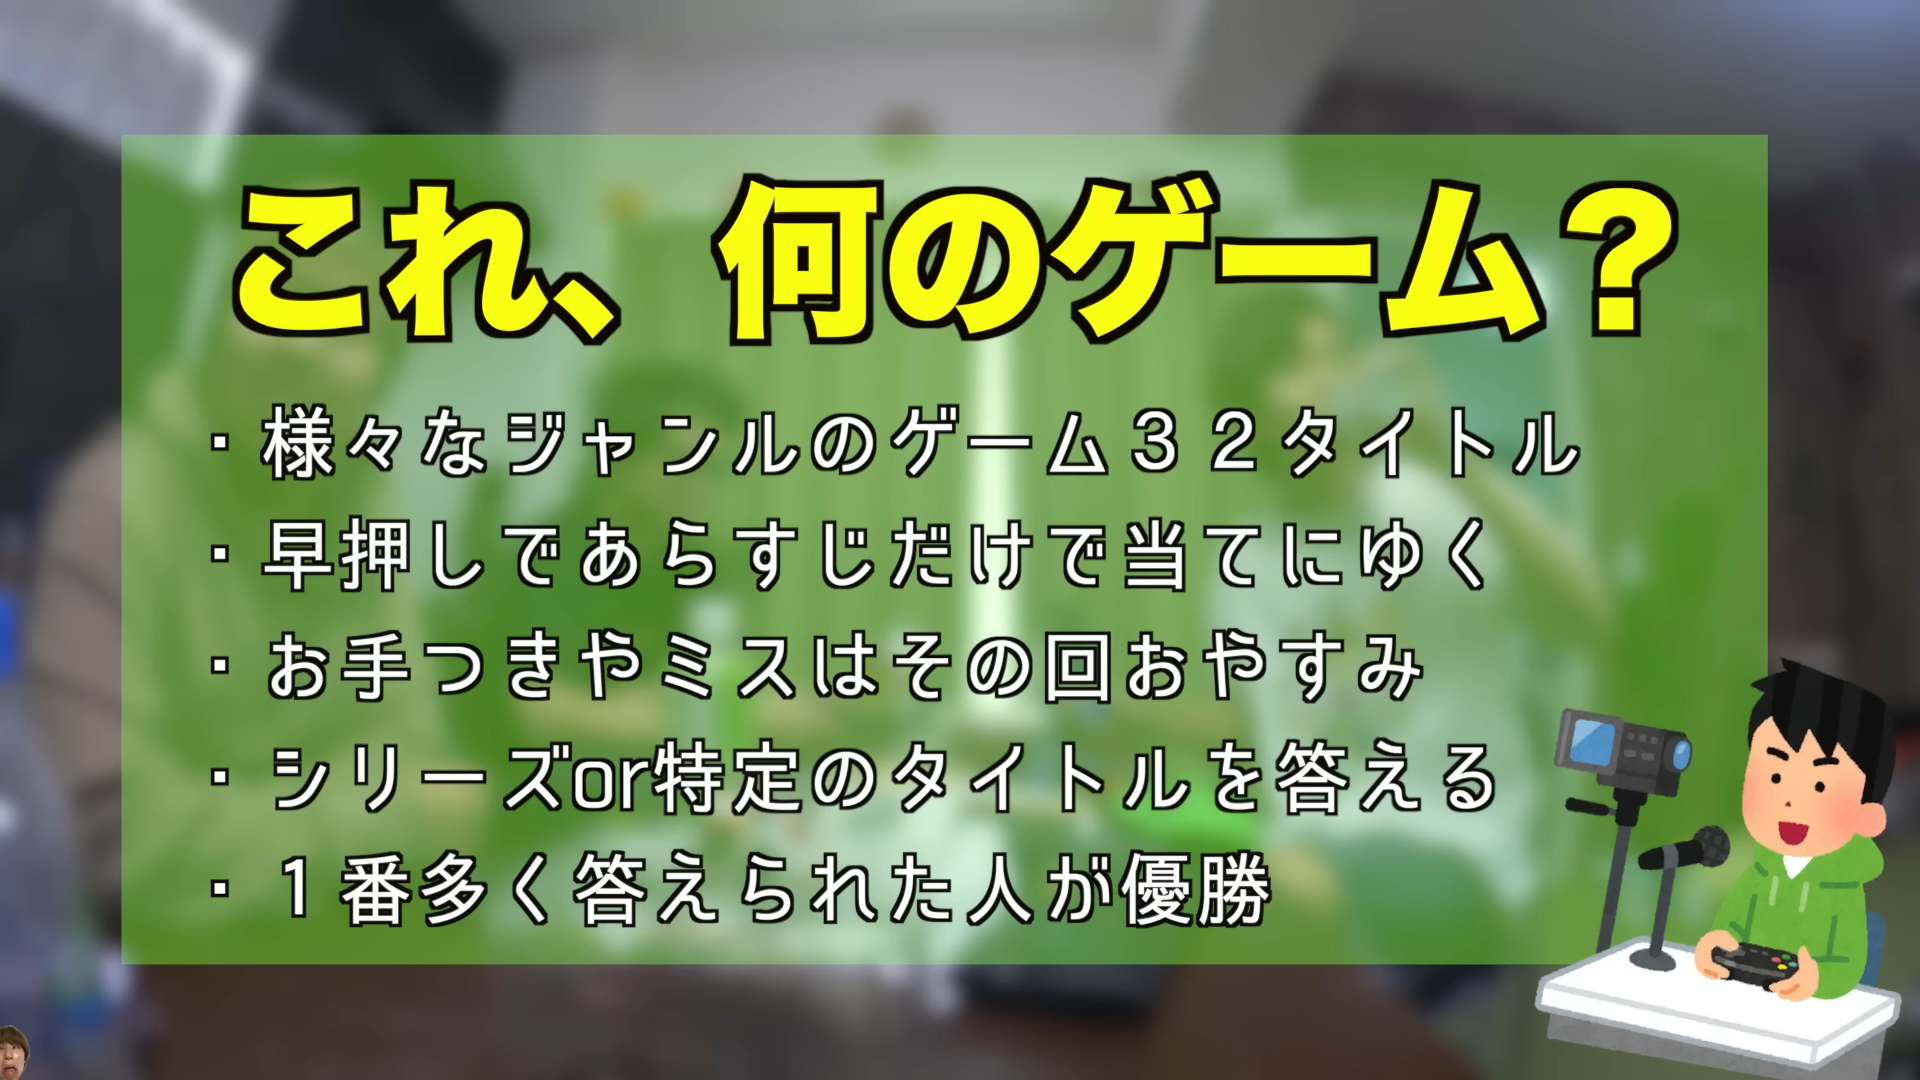 これ、何のゲーム？
・様々なジャンルのゲーム３２タイトル
・早押しであらすじだけで当てにゆく
・お手つきやミスはその回おやすみ
・シリーズor特定のタイトルを答える
・１番多く答えられた人が優勝